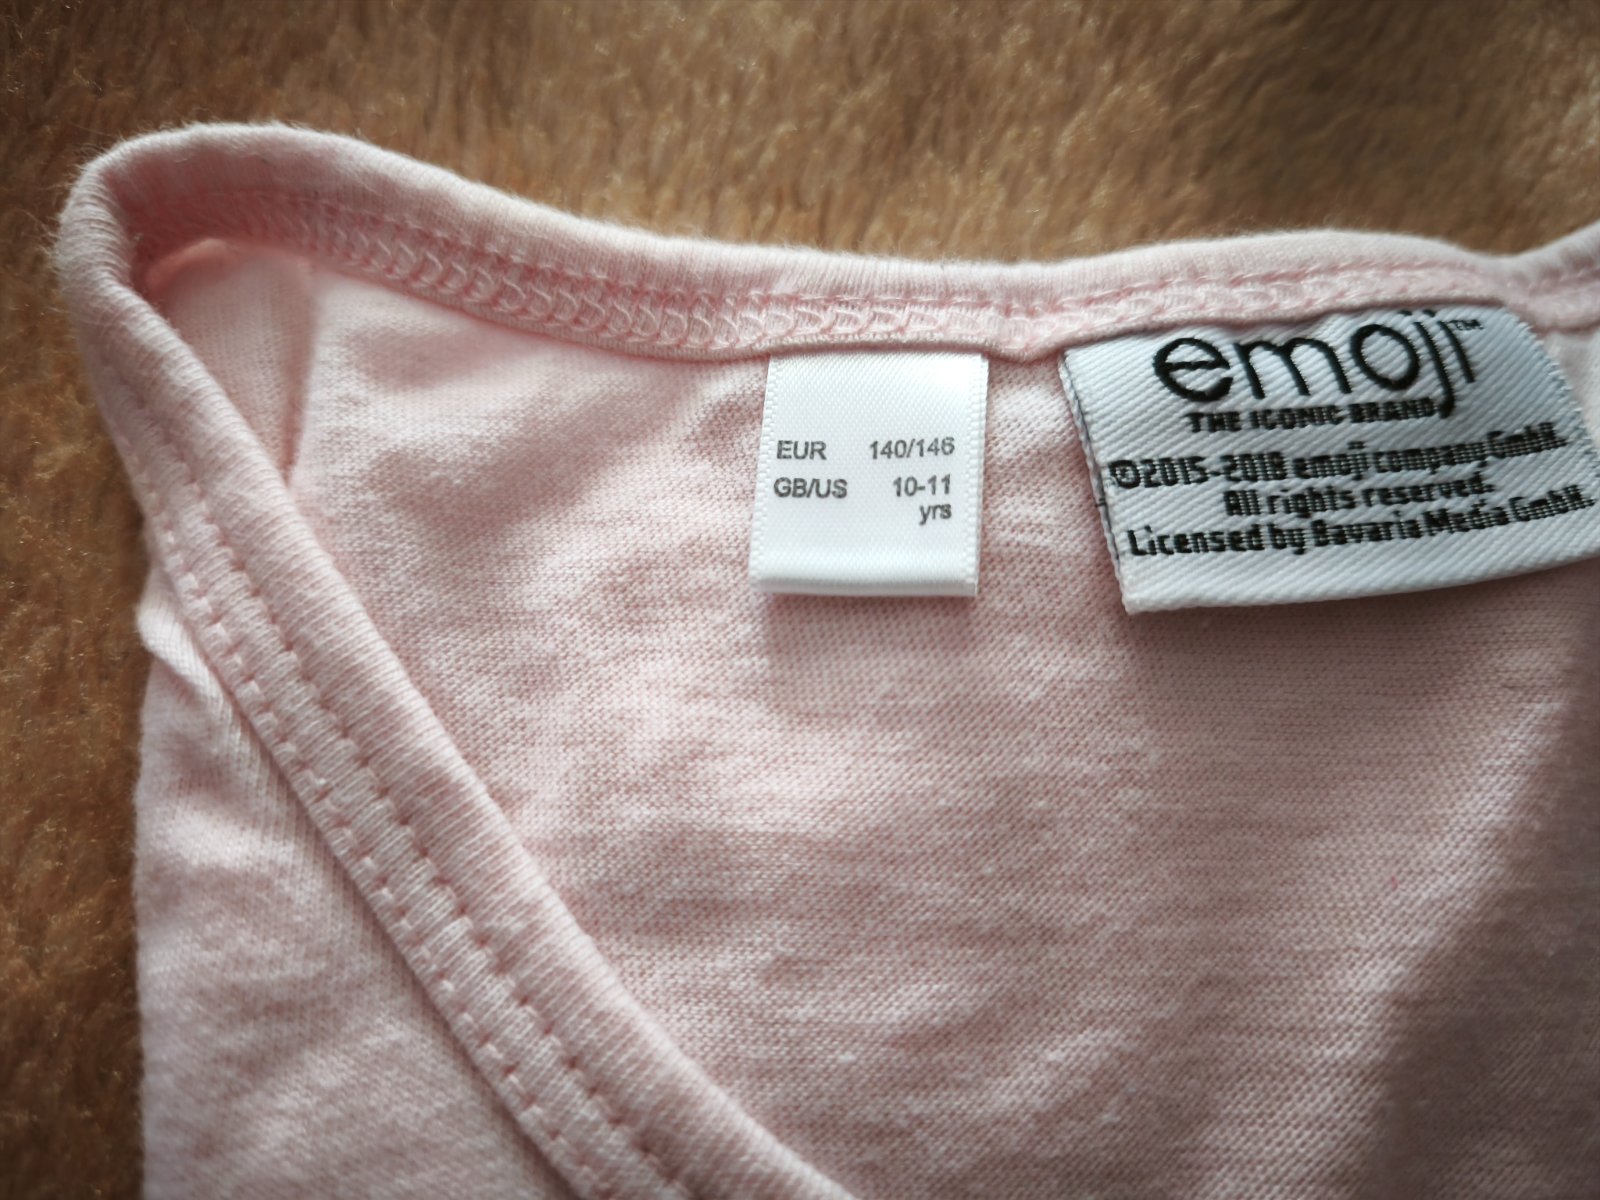 EUR 140/146
GB/US 10-11
yrs
emoji™
THE ICONIC BRAND
©2015-2018 emoji company GmbH.
All rights reserved.
Licensed by Bavaria Media GmbH.